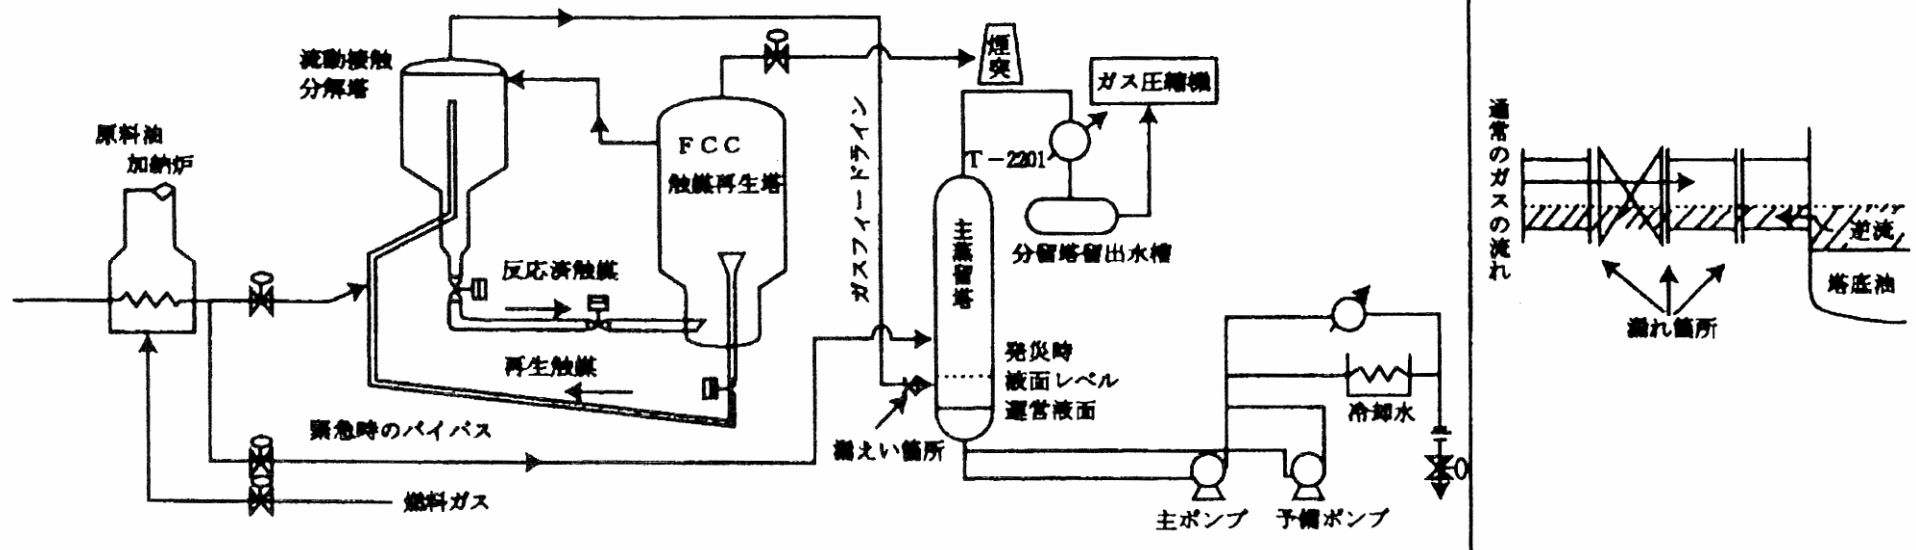 流動接触
分解塔
原料油
加納炉
FCC
触媒再生塔
反応済触媒
再生触媒
緊急時のバイパス
燃料ガス
ガスフィードライン
煙突
ガス圧縮機
T-2201
分留塔留出水槽
主蒸留塔
発災時
液面レベル
運営液面
漏えい箇所
冷却水
主ポンプ
予備ポンプ
通常のガスの流れ
逆流
塔底油
漏れ箇所